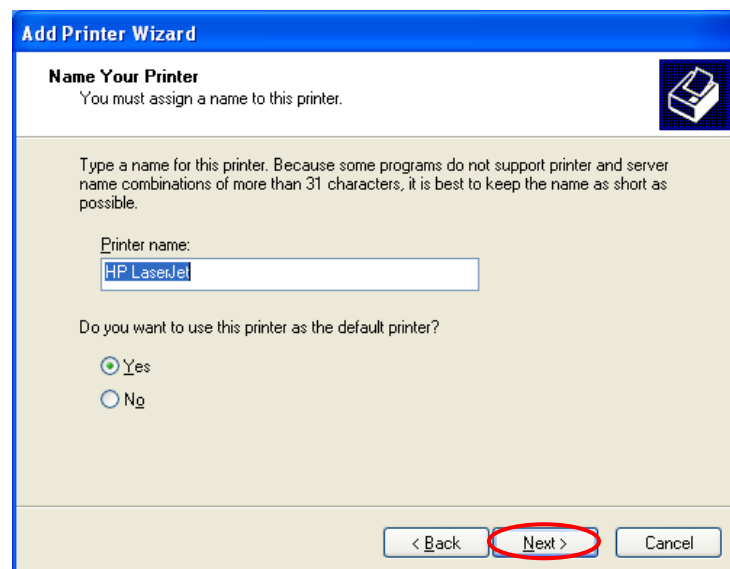 Add Printer Wizard
Name Your Printer
You must assign a name to this printer.
Type a name for this printer. Because some programs do not support printer and server
name combinations of more than 31 characters, it is best to keep the name as short as
possible.
Printer name:
HP LaserJet
Do you want to use this printer as the default printer?
Yes
No
< Back Next > Cancel